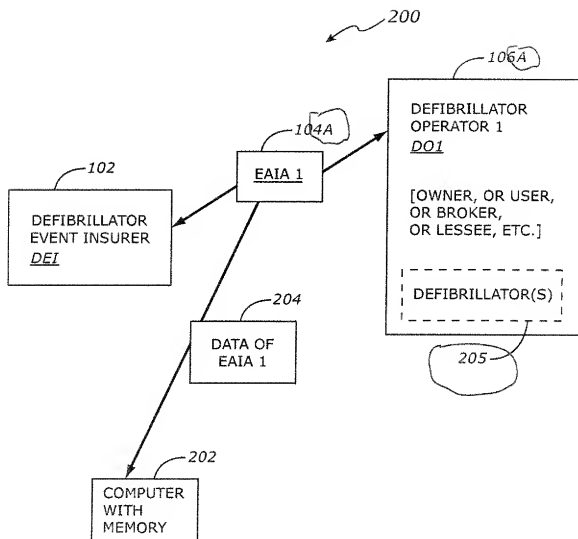 200
106A
DEFIBRILLATOR
OPERATOR 1
DO1
[OWNER, OR USER,
OR BROKER,
OR LESSEE, ETC.]
DEFIBRILLATOR(S)
205
104A
EAIA 1
102
DEFIBRILLATOR
EVENT INSURER
DEI
204
DATA OF
EAIA 1
202
COMPUTER
WITH
MEMORY